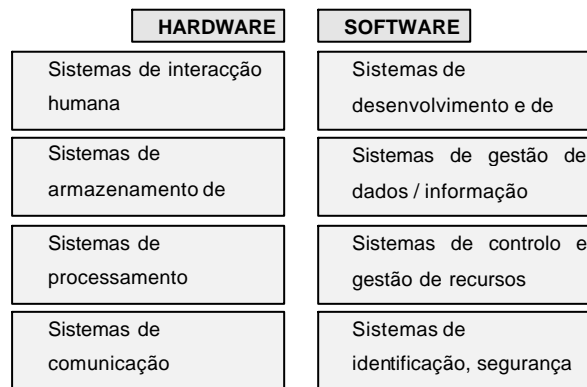 HARDWARE
Sistemas de interacção
humana
Sistemas de
armazenamento de
Sistemas de
processamento
Sistemas de
comunicação
SOFTWARE
Sistemas de
desenvolvimento e de
Sistemas de gestão de
dados / informação
Sistemas de controlo e
gestão de recursos
Sistemas de
identificação, segurança